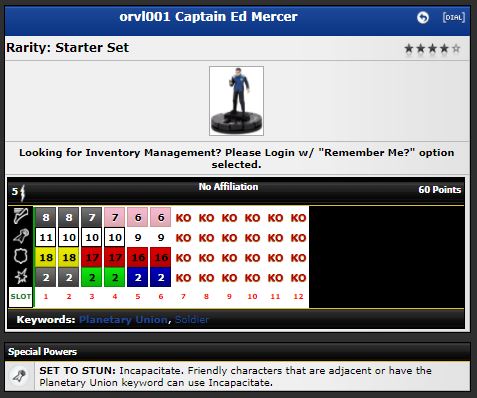 orvl001 Captain Ed Mercer [DIAL]
Rarity: Starter Set
Looking for Inventory Management? Please Login w/ "Remember Me?" option
selected.
5 No Affiliation 60 Points
8 8 7 7 6 6 KO KO KO KO KO KO
11 10 10 10 9 9 KO KO KO KO KO KO
18 18 17 17 16 16 KO KO KO KO KO KO
2 2 2 2 2 2 KO KO KO KO KO KO
SLOT 1 2 3 4 5 6 7 8 9 10 11 12
Keywords: Planetary Union, Soldier
Special Powers
SET TO STUN: Incapacitate. Friendly characters that are adjacent or have the
Planetary Union keyword can use Incapacitate.